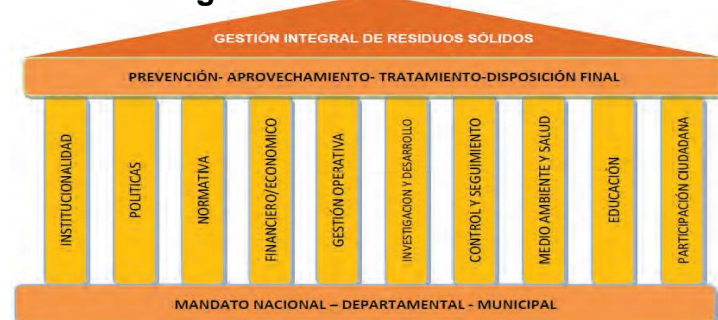 GESTIÓN INTEGRAL DE RESIDUOS SÓLIDOS
PREVENCIÓN- APROVECHAMIENTO- TRATAMIENTO-DISPOSICIÓN FINAL
INSTITUCIONALIDAD
POLITICAS
NORMATIVA
FINANCIERO/ECONOMICO
GESTIÓN OPERATIVA
INVESTIGACION Y DESARROLLO
CONTROL Y SEGUIMIENTO
MEDIO AMBIENTE Y SALUD
EDUCACIÓN
PARTICIPACIÓN CIUDADANA
MANDATO NACIONAL – DEPARTAMENTAL - MUNICIPAL